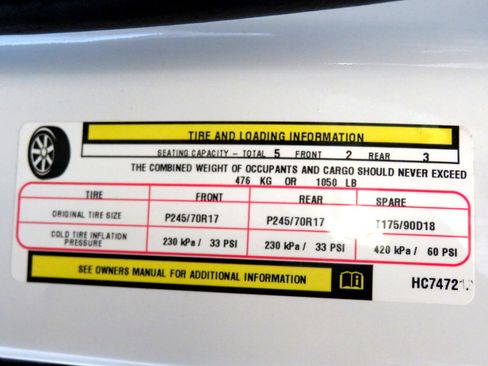 TIRE AND LOADING INFORMATION
SEATING CAPACITY - TOTAL 5 FRONT 2 REAR 3
THE COMBINED WEIGHT OF OCCUPANTS AND CARGO SHOULD NEVER EXCEED
476 KG OR 1050 LB
TIRE FRONT REAR SPARE
ORIGINAL TIRE SIZE P245/70R17 P245/70R17 T175/90D18
COLD TIRE INFLATION PRESSURE 230 kPa / 33 PSI 230 kPa / 33 PSI 420 kPa / 60 PSI
SEE OWNERS MANUAL FOR ADDITIONAL INFORMATION